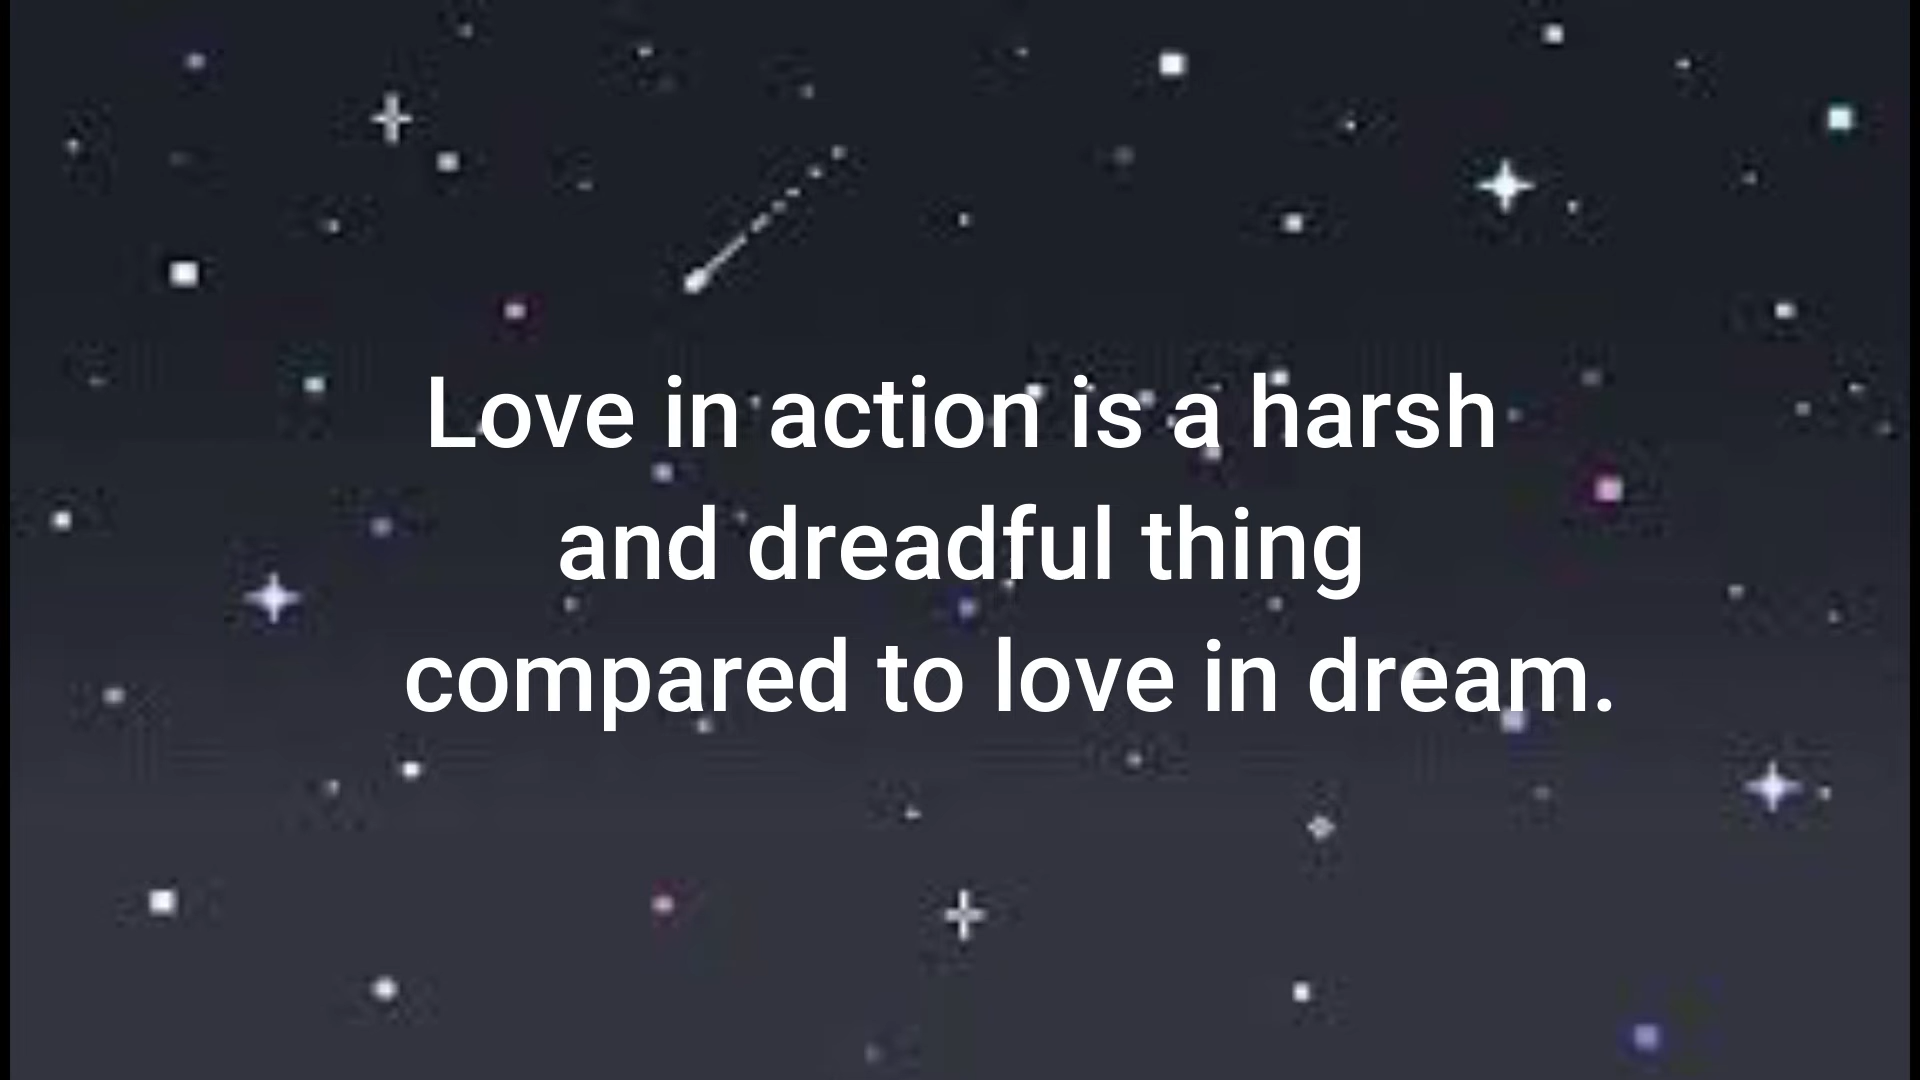 Love in action is a harsh
and dreadful thing
compared to love in dream.